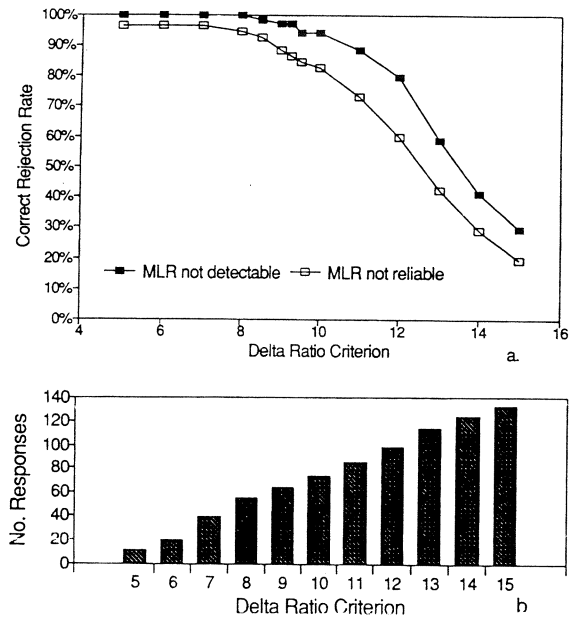 100%
90%
80%
70%
60%
50%
40%
30%
20%
10%
0%
Correct Rejection Rate
MLR not detectable MLR not reliable
4 6 8 10 12 14 16
Delta Ratio Criterion a.
140
120
100
80
60
40
20
0
No. Responses
5 6 7 8 9 10 11 12 13 14 15
Delta Ratio Criterion b